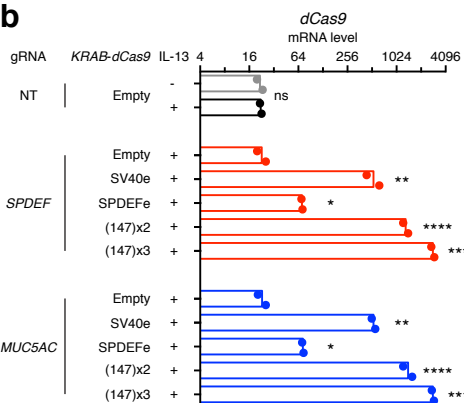 b
dCas9
mRNA level
gRNA KRAB-dCas9 IL-13 4 16 64 256 1024 4096
NT Empty - ns
+
Empty +
SV40e + **
SPDEF SPDEFe + *
(147)x2 + ****
(147)x3 + ***
Empty +
SV40e + **
MUC5AC SPDEFe + *
(147)x2 + ****
(147)x3 + ***